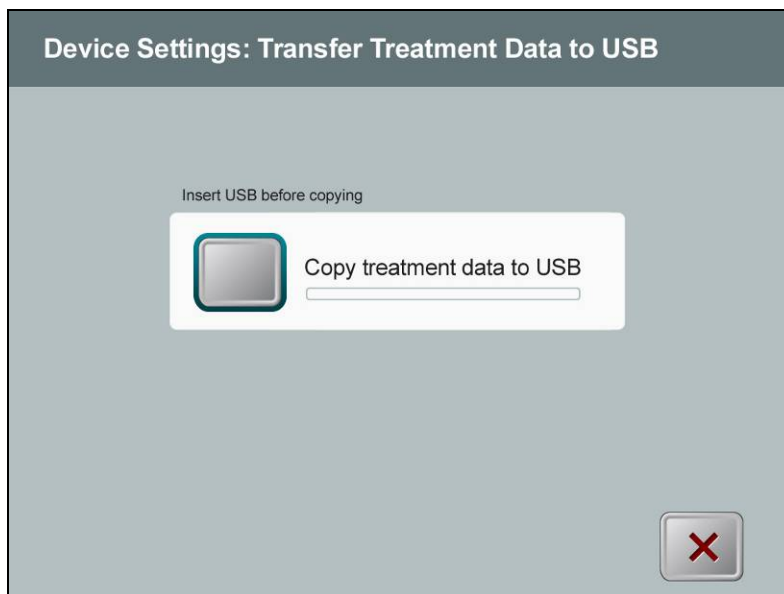 Device Settings: Transfer Treatment Data to USB
Insert USB before copying
Copy treatment data to USB